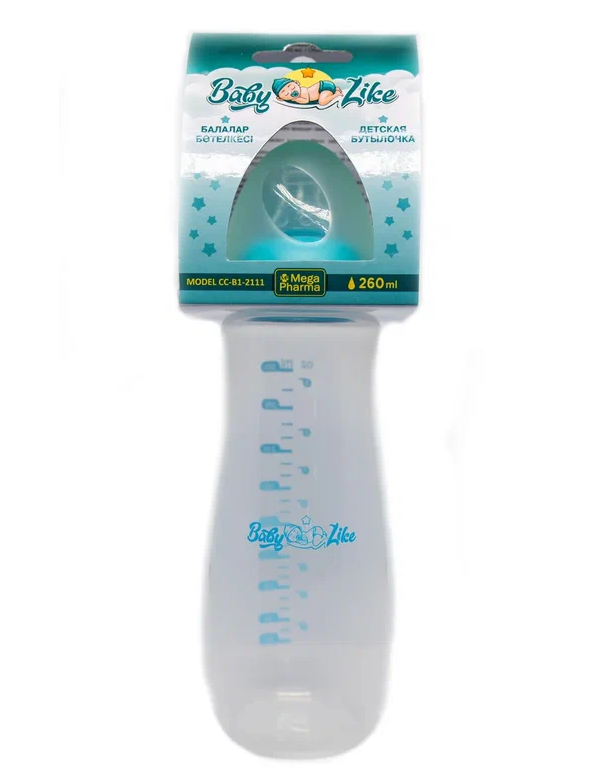 Baby Like
БАЛАЛАР
БӨТЕЛКЕСІ
ДЕТСКАЯ
БУТЫЛОЧКА
MODEL CC-B1-2111
Mega
Pharma
260 ml
Baby Like